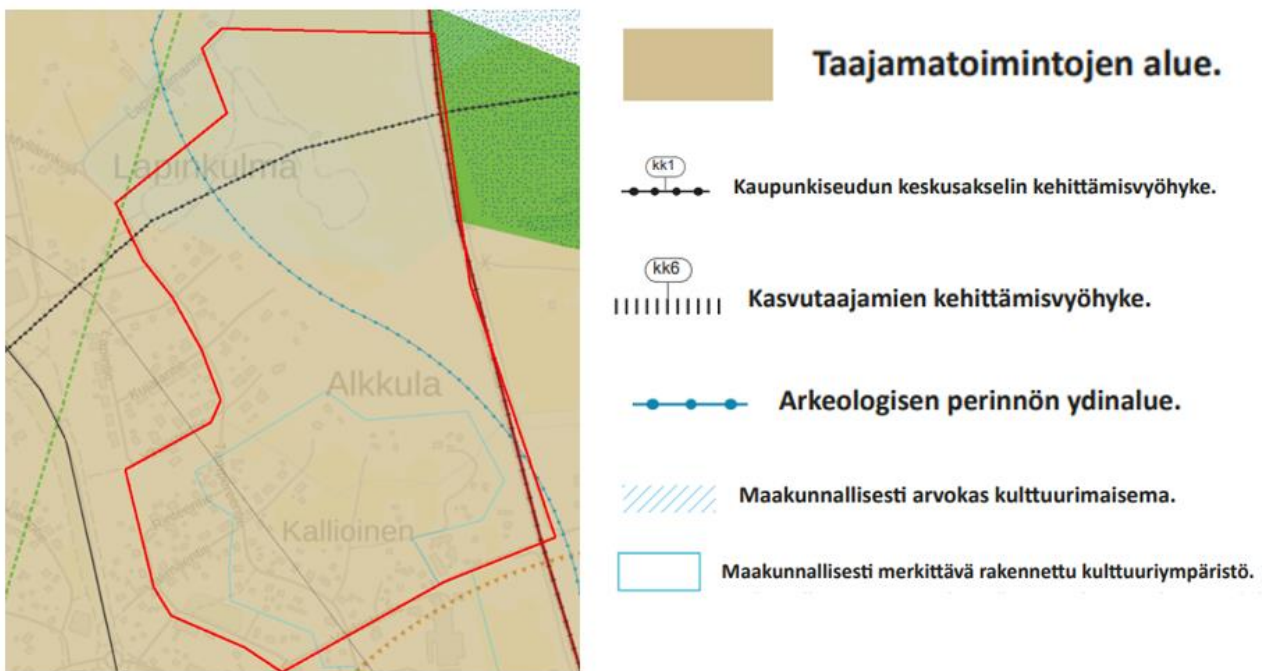 Lapinkulma
Alkkula
Kallioinen
Taajamatoimintojen alue.
kk1
Kaupunkiseudun keskusakselin kehittämisvyöhyke.
kk6
Kasvutaajamien kehittämisvyöhyke.
Arkeologisen perinnön ydinalue.
Maakunnallisesti arvokas kulttuurimaisema.
Maakunnallisesti merkittävä rakennettu kulttuuriympäristö.